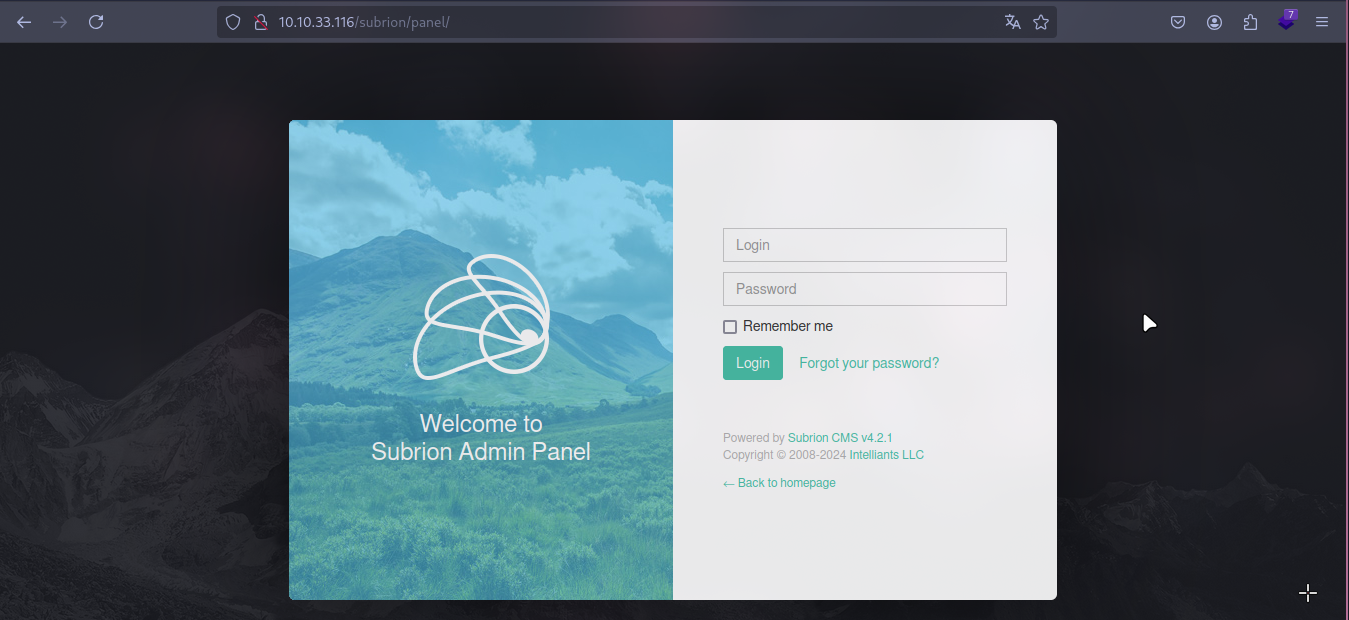 10.10.33.116/subrion/panel/
7
Login
Password
Remember me
Login Forgot your password?
Welcome to
Subrion Admin Panel
Powered by Subrion CMS v4.2.1
Copyright © 2008-2024 Intelliants LLC
← Back to homepage